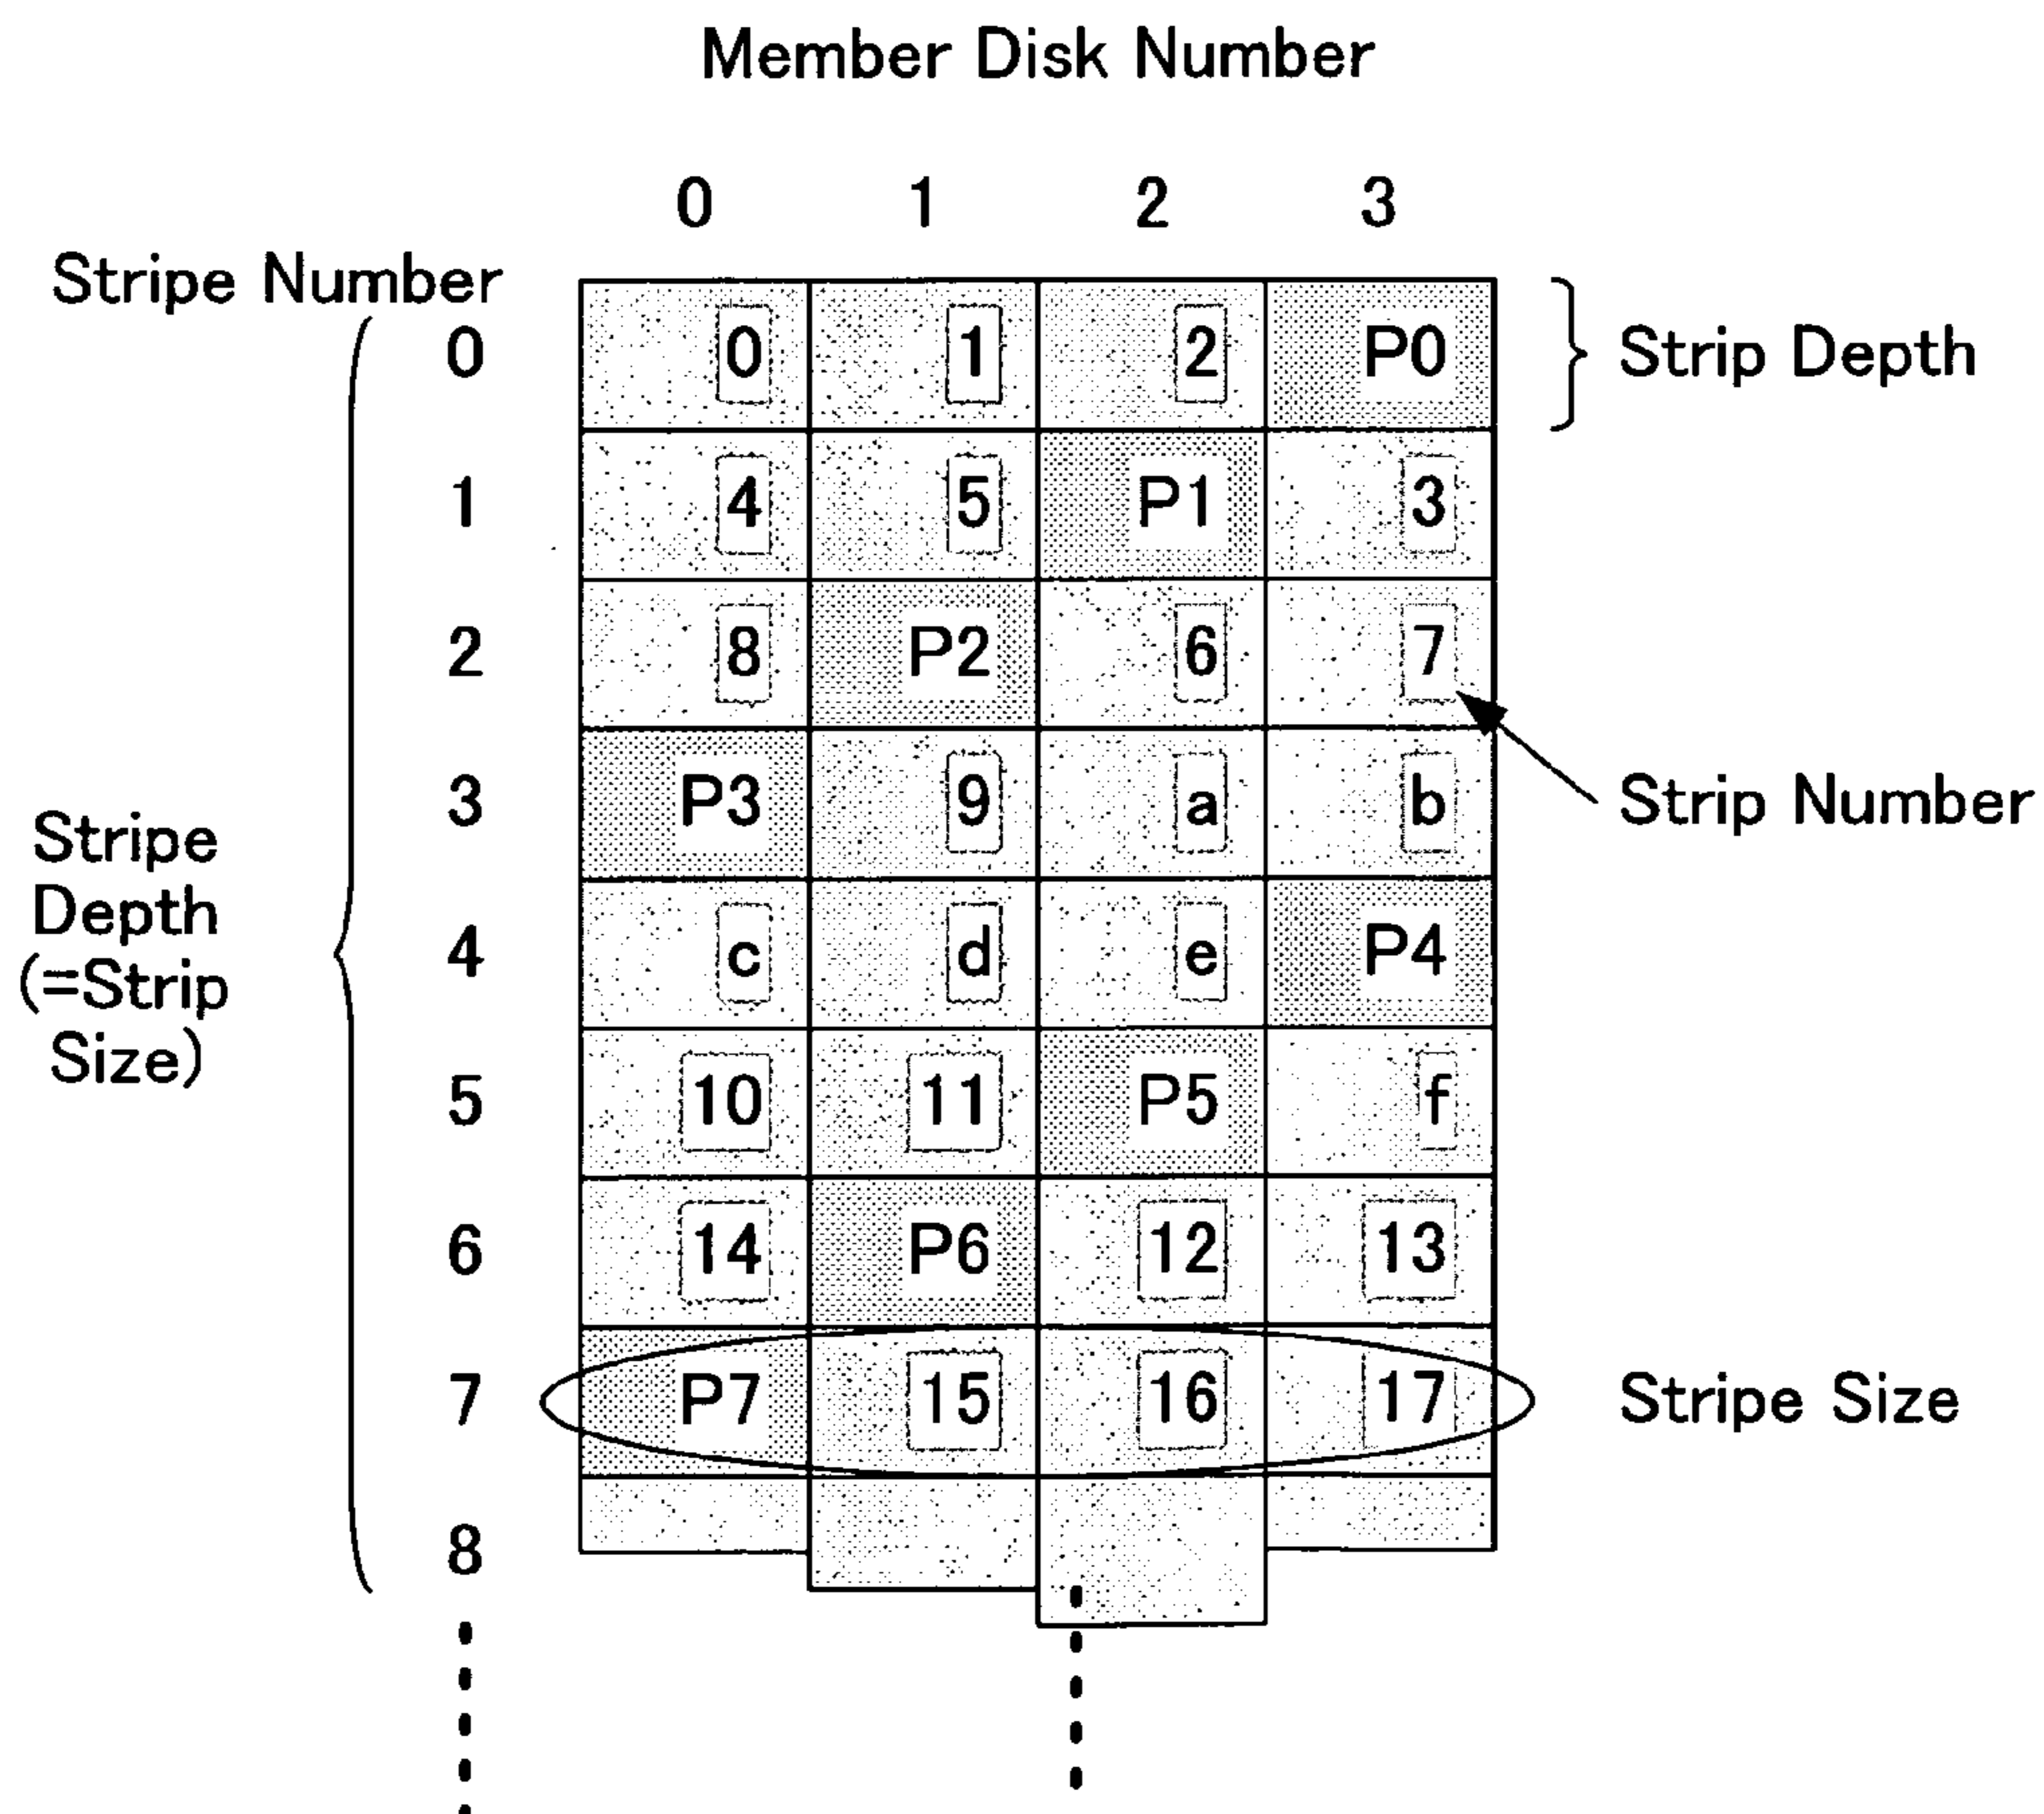 Member Disk Number
0 1 2 3
Stripe Number
0 0 1 2 P0 Strip Depth
1 4 5 P1 3
2 8 P2 6 7
3 P3 9 a b Strip Number
4 c d e P4
5 10 11 P5 f
6 14 P6 12 13
7 P7 15 16 17 Stripe Size
8
Stripe
Depth
(=Strip
Size)